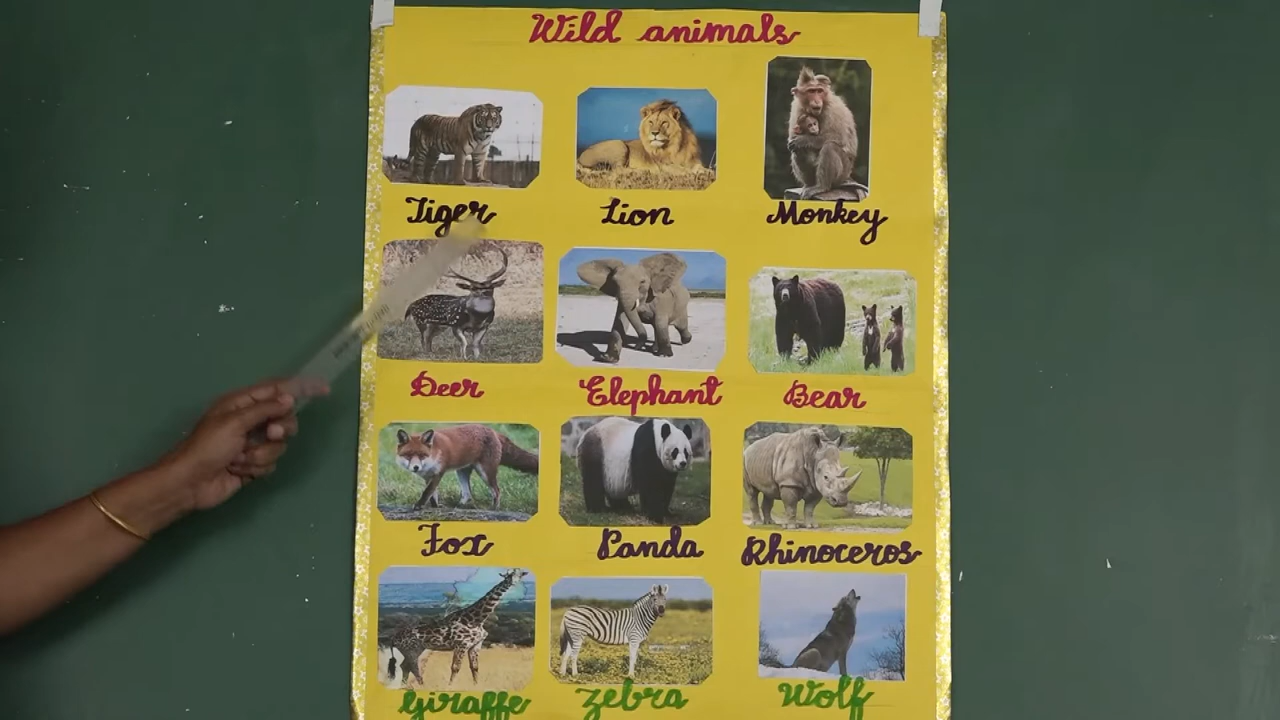 Wild animals
Tiger Lion Monkey
Deer Elephant Bear
Fox Panda Rhinoceros
Giraffe Zebra Wolf